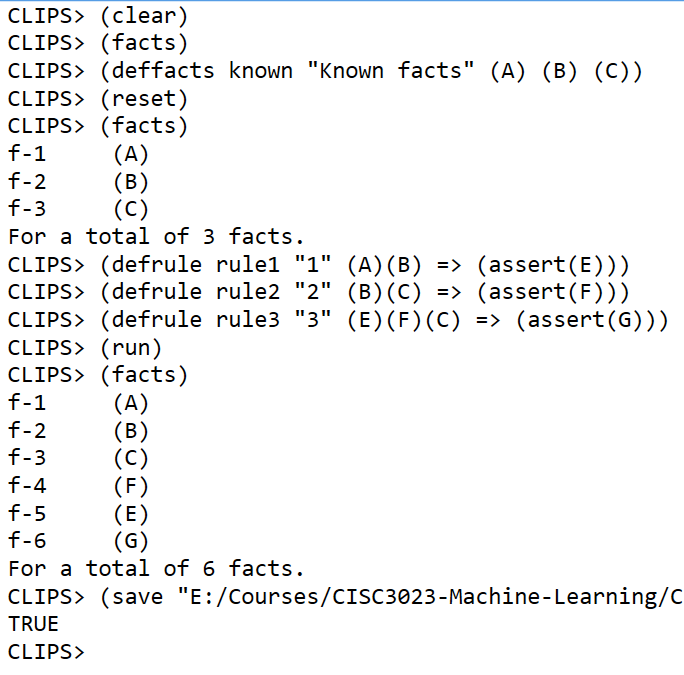 CLIPS> (clear)
CLIPS> (facts)
CLIPS> (deffacts known "Known facts" (A) (B) (C))
CLIPS> (reset)
CLIPS> (facts)
f-1     (A)
f-2     (B)
f-3     (C)
For a total of 3 facts.
CLIPS> (defrule rule1 "1" (A)(B) => (assert(E)))
CLIPS> (defrule rule2 "2" (B)(C) => (assert(F)))
CLIPS> (defrule rule3 "3" (E)(F)(C) => (assert(G)))
CLIPS> (run)
CLIPS> (facts)
f-1     (A)
f-2     (B)
f-3     (C)
f-4     (F)
f-5     (E)
f-6     (G)
For a total of 6 facts.
CLIPS> (save "E:/Courses/CISC3023-Machine-Learning/C
TRUE
CLIPS>